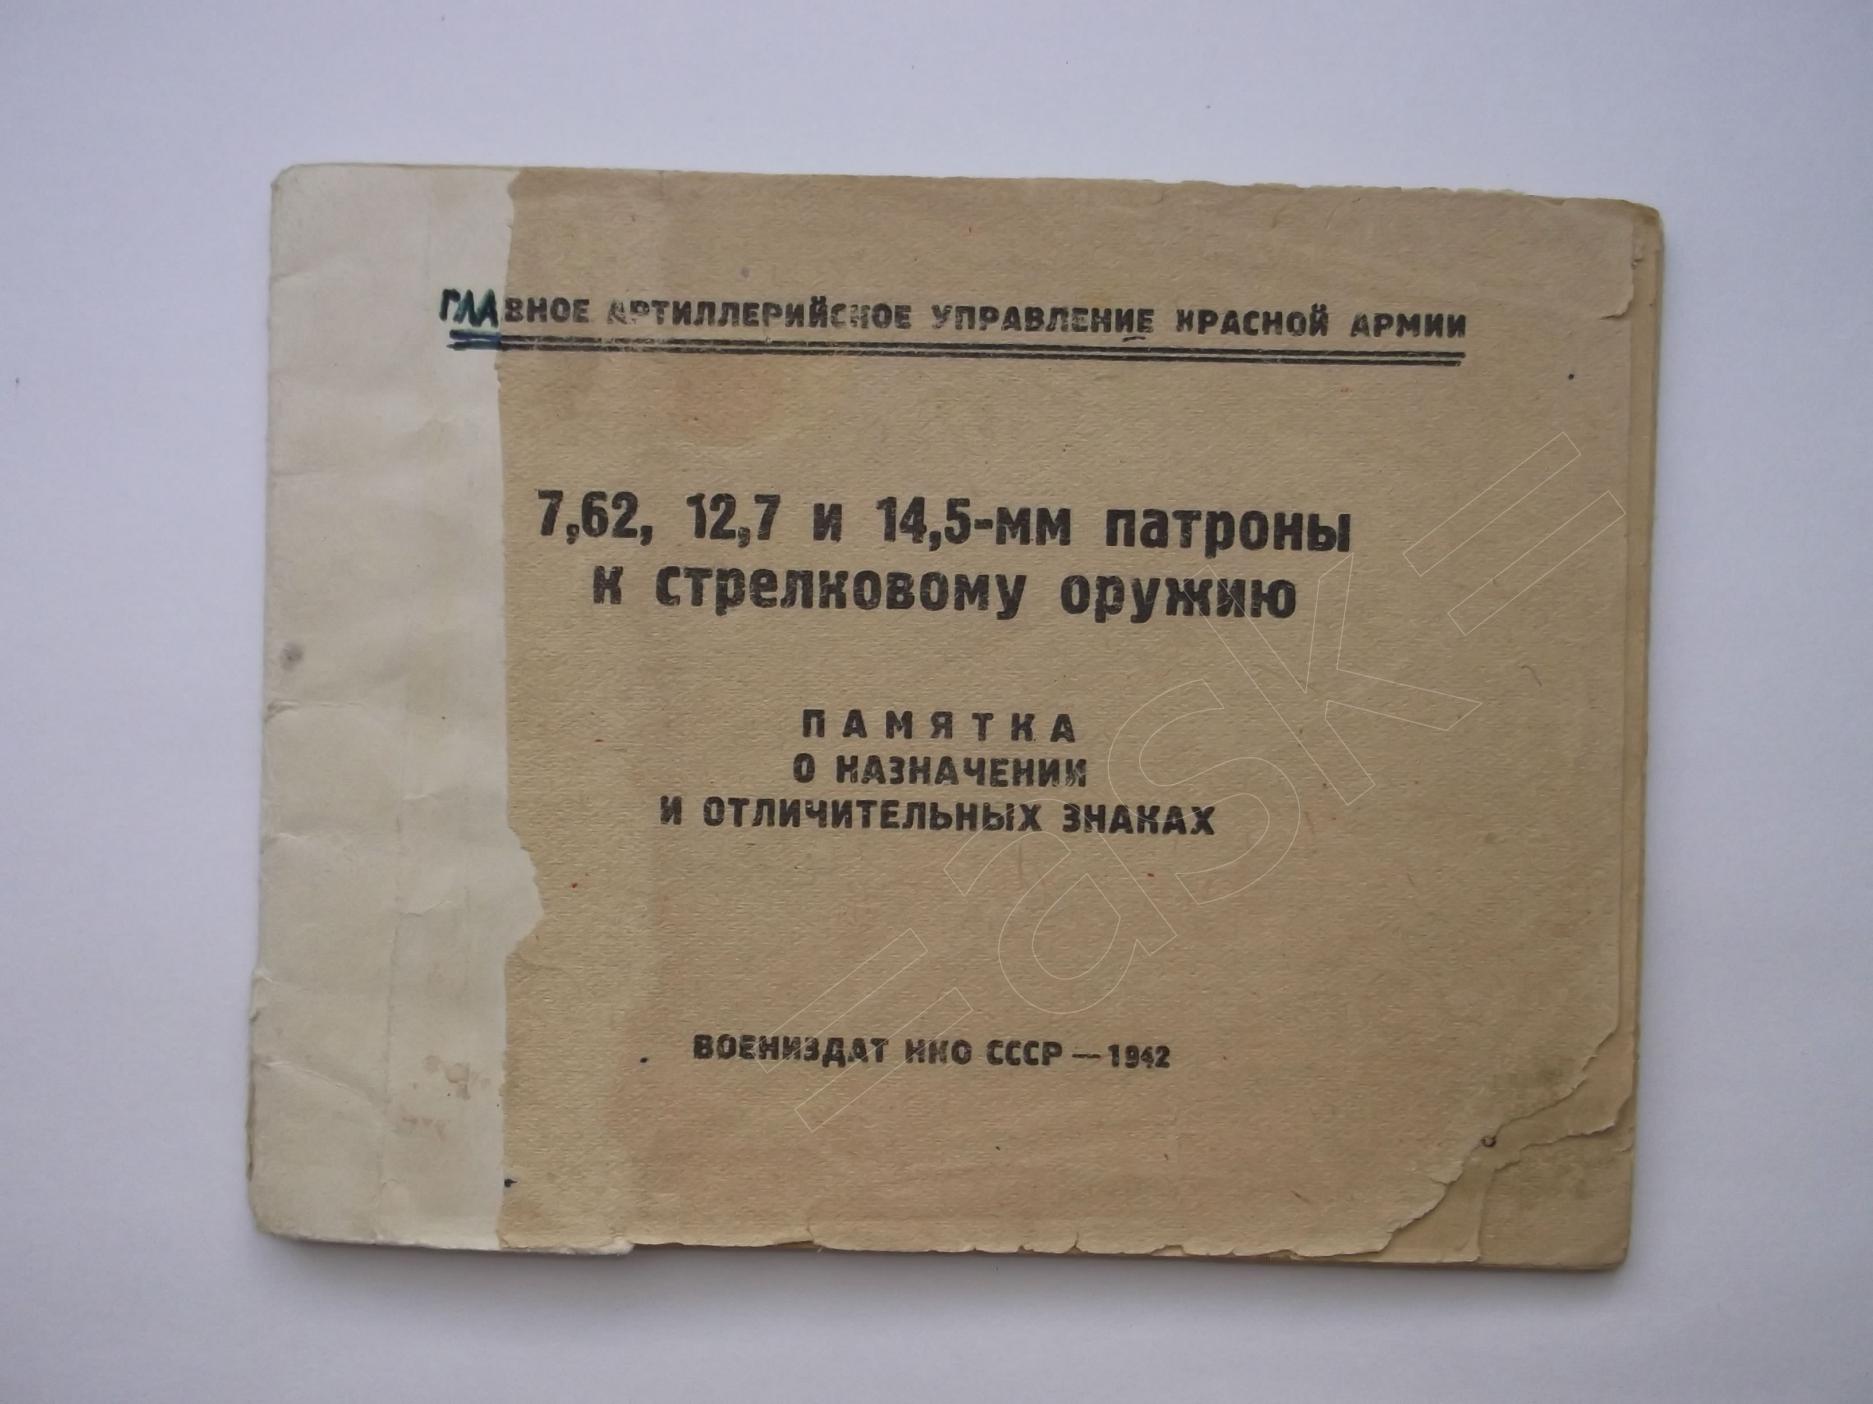 ГЛАВНОЕ АРТИЛЛЕРИЙСКОЕ УПРАВЛЕНИЕ КРАСНОЙ АРМИИ
7,62, 12,7 и 14,5-мм патроны
к стрелковому оружию
ПАМЯТКА
О НАЗНАЧЕНИИ
И ОТЛИЧИТЕЛЬНЫХ ЗНАКАХ
ВОЕНИЗДАТ НКО СССР — 1942
=ask=